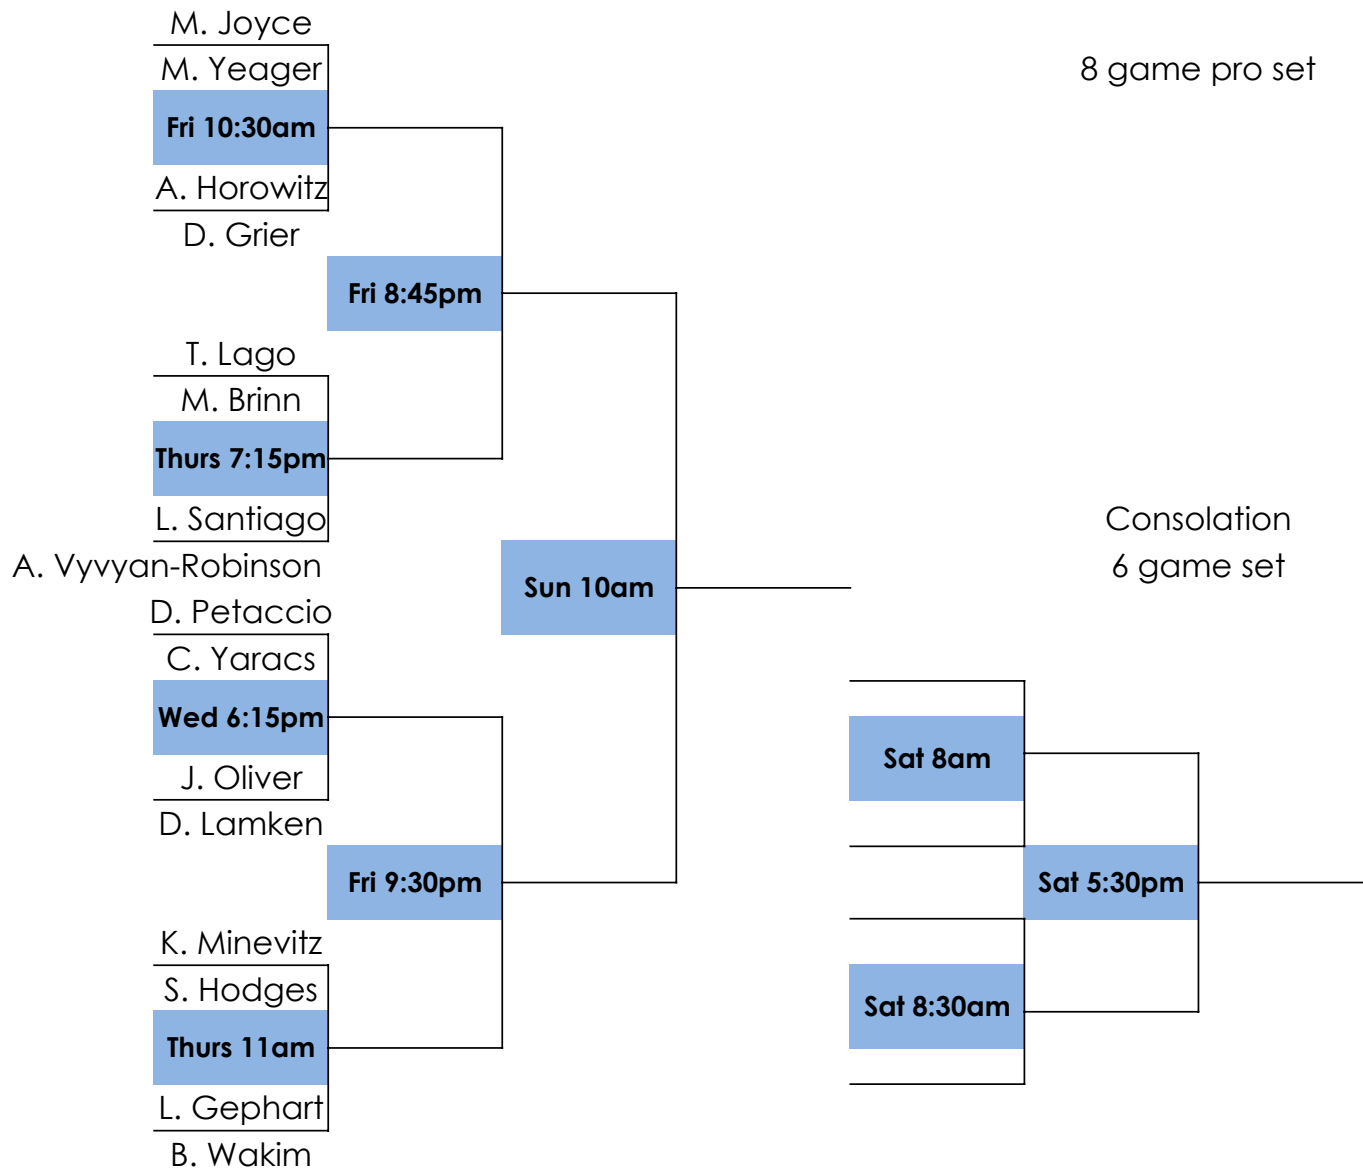 M. Joyce
M. Yeager
8 game pro set
Fri 10:30am
A. Horowitz
D. Grier
Fri 8:45pm
T. Lago
M. Brinn
Thurs 7:15pm
L. Santiago
A. Vyvyan-Robinson
Consolation
6 game set
Sun 10am
D. Petaccio
C. Yaracs
Wed 6:15pm
J. Oliver
D. Lamken
Fri 9:30pm
K. Minevitz
S. Hodges
Thurs 11am
L. Gephart
B. Wakim
Sat 8am
Sat 5:30pm
Sat 8:30am